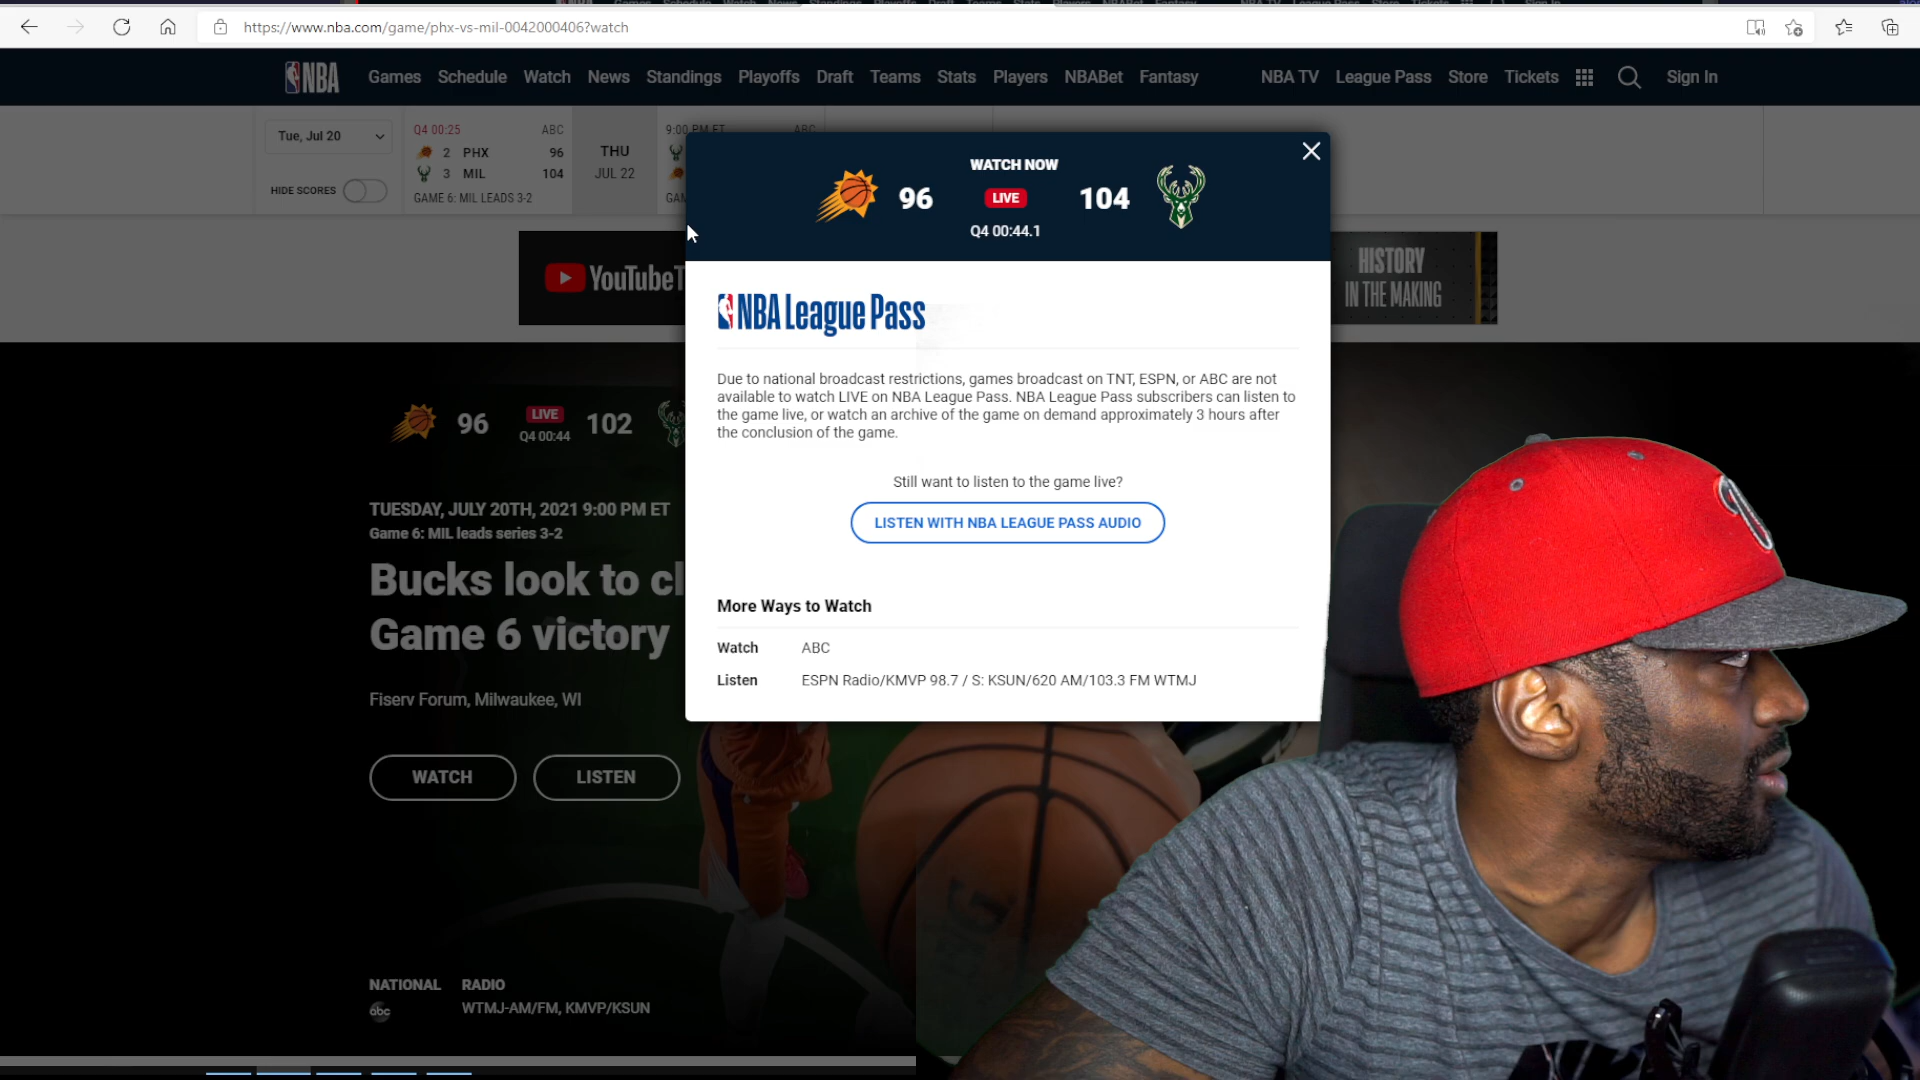 https://www.nba.com/game/phx-vs-mil-0042000406?watch
NBA Games Schedule Watch News Standings Playoffs Draft Teams Stats Players NBABet Fantasy NBA TV League Pass Store Tickets Sign In
Tue, Jul 20
HIDE SCORES
Q4 00:25 ABC
2 PHX 96
3 MIL 104
GAME 6: MIL LEADS 3-2
THU
JUL 22
9:00 PM ET ABC
WATCH NOW
96 LIVE 104
Q4 00:44.1
YouTube
HISTORY
IN THE MAKING
NBA League Pass
Due to national broadcast restrictions, games broadcast on TNT, ESPN, or ABC are not
available to watch LIVE on NBA League Pass. NBA League Pass subscribers can listen to
the game live, or watch an archive of the game on demand approximately 3 hours after
the conclusion of the game.
Still want to listen to the game live?
LISTEN WITH NBA LEAGUE PASS AUDIO
More Ways to Watch
Watch ABC
Listen ESPN Radio/KMVP 98.7 / S: KSUN/620 AM/103.3 FM WTMJ
96 LIVE 102
Q4 00:44
TUESDAY, JULY 20TH, 2021 9:00 PM ET
Game 6: MIL leads series 3-2
Bucks look to cl
Game 6 victory
Fiserv Forum, Milwaukee, WI
WATCH LISTEN
NATIONAL RADIO
abc WTMJ-AM/FM, KMVP/KSUN